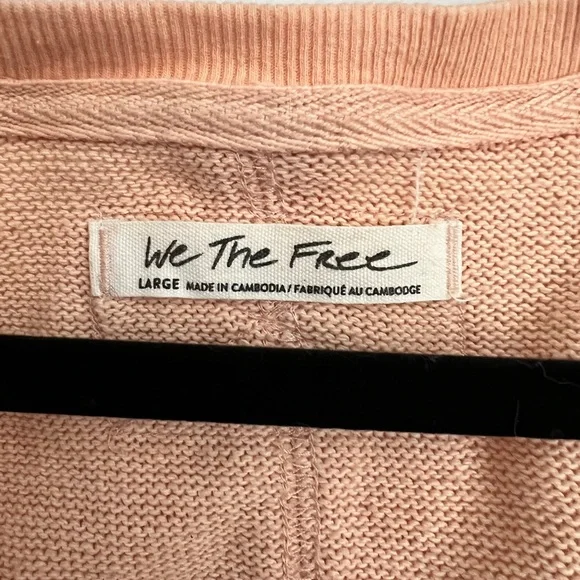 We The Free
LARGE MADE IN CAMBODIA / FABRIQUÉ AU CAMBODGE